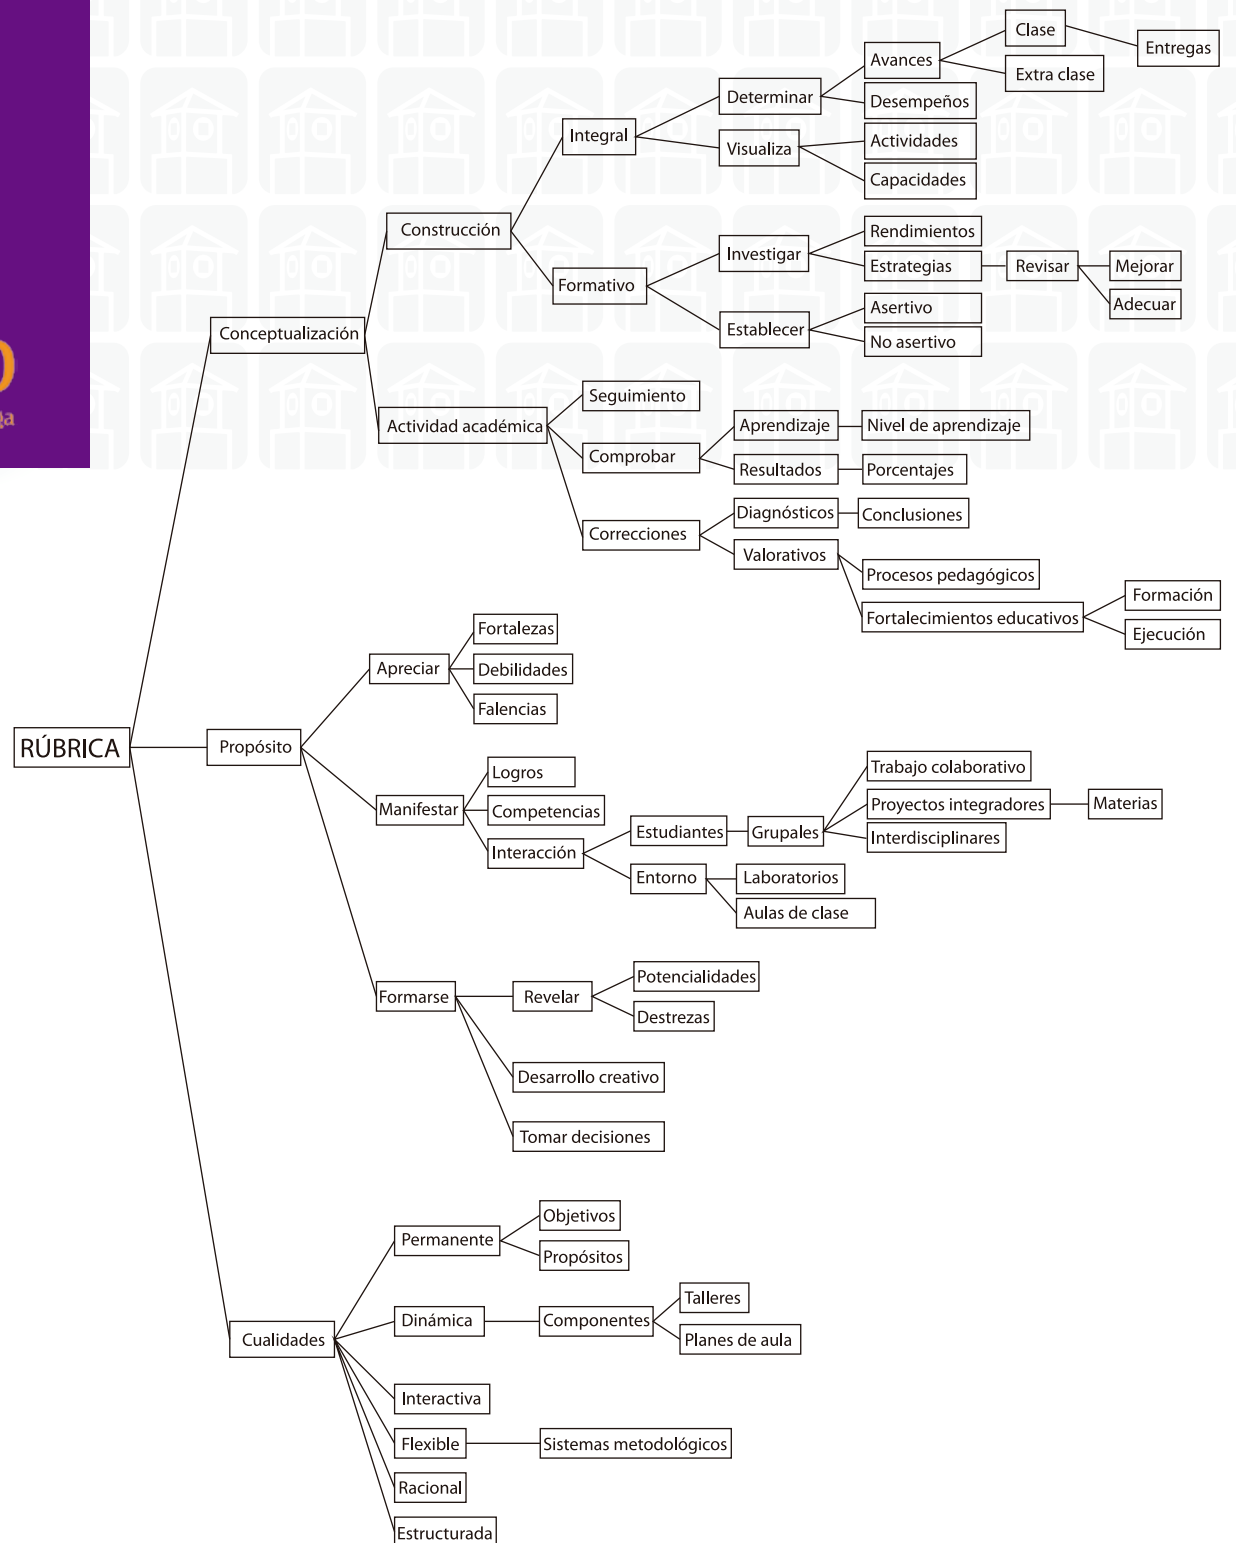 Clase
Entregas
Avances
Extra clase
Determinar
Desempeños
Integral
Visualiza
Actividades
Capacidades
Construcción
Rendimientos
Investigar
Estrategias
Revisar
Mejorar
Formativo
Adecuar
Asertivo
Establecer
No asertivo
Conceptualización
Seguimiento
Actividad académica
Aprendizaje
Nivel de aprendizaje
Comprobar
Resultados
Porcentajes
Diagnósticos
Conclusiones
Correcciones
Valorativos
Procesos pedagógicos
Formación
Fortalecimientos educativos
Ejecución
Fortalezas
Apreciar
Debilidades
Falencias
RÚBRICA
Propósito
Logros
Trabajo colaborativo
Manifestar
Competencias
Proyectos integradores
Materias
Estudiantes
Grupales
Interdisciplinares
Interacción
Entorno
Laboratorios
Aulas de clase
Potencialidades
Formarse
Revelar
Destrezas
Desarrollo creativo
Tomar decisiones
Objetivos
Permanente
Propósitos
Talleres
Dinámica
Componentes
Cualidades
Planes de aula
Interactiva
Flexible
Sistemas metodológicos
Racional
Estructurada